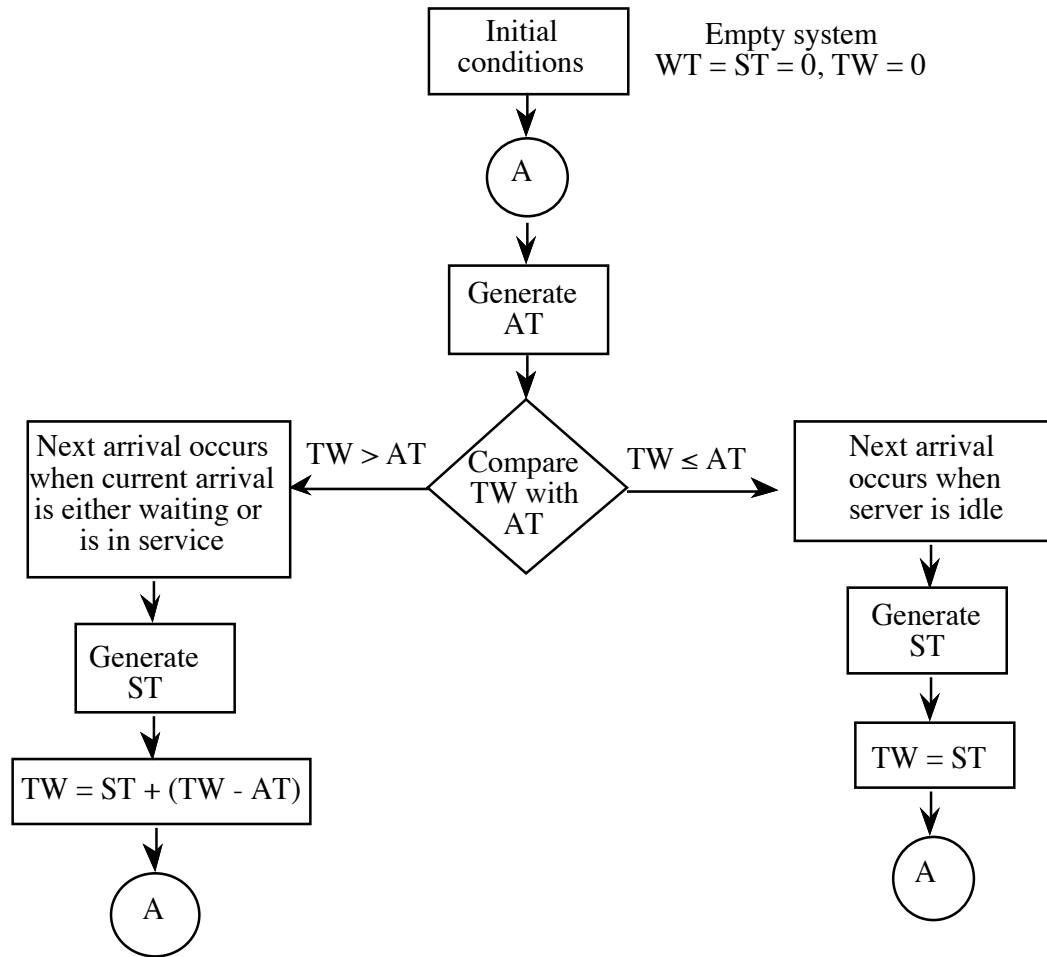 Initial
conditions
Empty system
WT = ST = 0, TW = 0
A
Generate
AT
Compare
TW with
AT
TW > AT
TW ≤ AT
Next arrival occurs
when current arrival
is either waiting or
is in service
Generate
ST
TW = ST + (TW - AT)
A
Next
arrival
occurs when
server is idle
Generate
ST
TW = ST
A